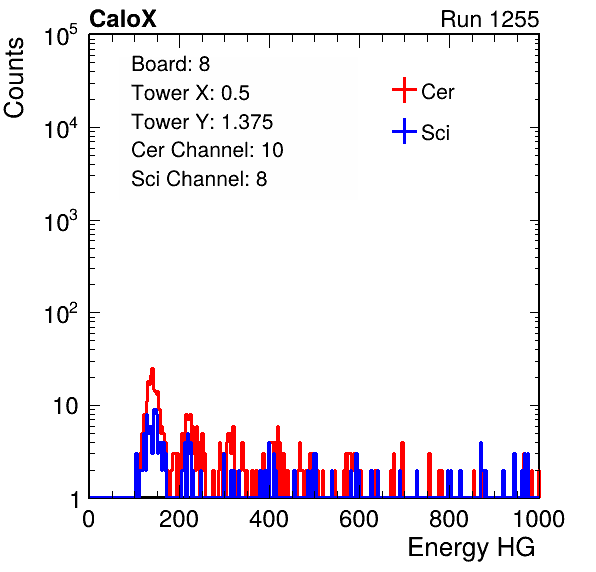 CaloX
Run 1255
Counts
Board: 8
Tower X: 0.5
Tower Y: 1.375
Cer Channel: 10
Sci Channel: 8
Cer
Sci
10^5
10^4
10^3
10^2
10
1
0 200 400 600 800 1000
Energy HG